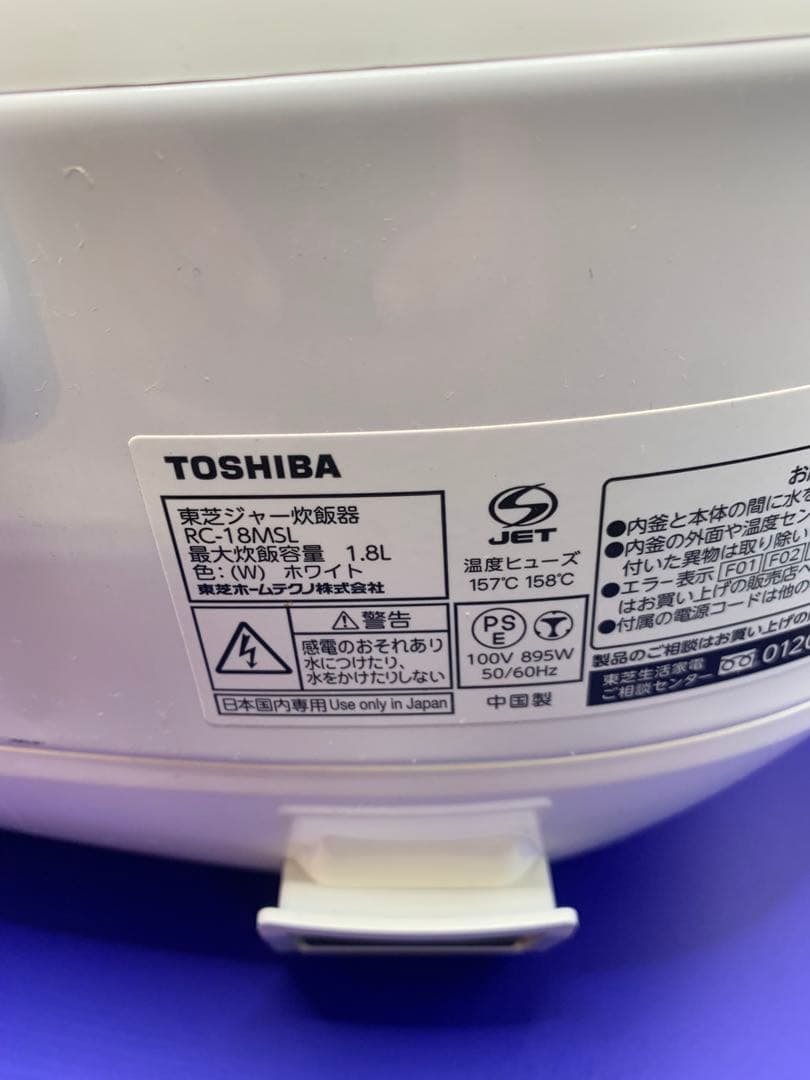 TOSHIBA
東芝ジャー炊飯器
RC-18MSL
最大炊飯容量 1.8L
色:(W) ホワイト
東芝ホームテクノ株式会社
⚠警告
感電のおそれあり
水につけたり、
水をかけたりしない
日本国内専用 Use only in Japan
JET
温度ヒューズ
157℃ 158℃
PSE
100V 895W
50/60Hz
中国製
●内釜と本体の間に水を
●内釜の外面や温度セン
付いた異物は取り除い
●エラー表示 F01 F02
はお買い上げの販売店へ
●付属の電源コードは他の
製品のご相談はお買い上げの
東芝生活家電
ご相談センター 0120